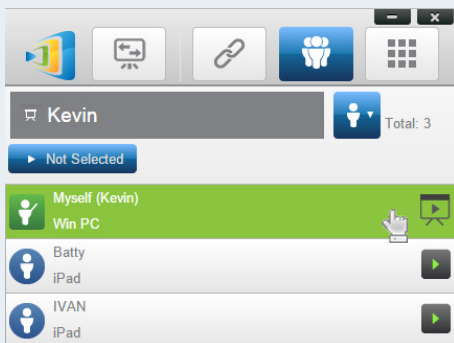 Kevin
Total: 3
Not Selected
Myself (Kevin)
Win PC
Batty
iPad
IVAN
iPad